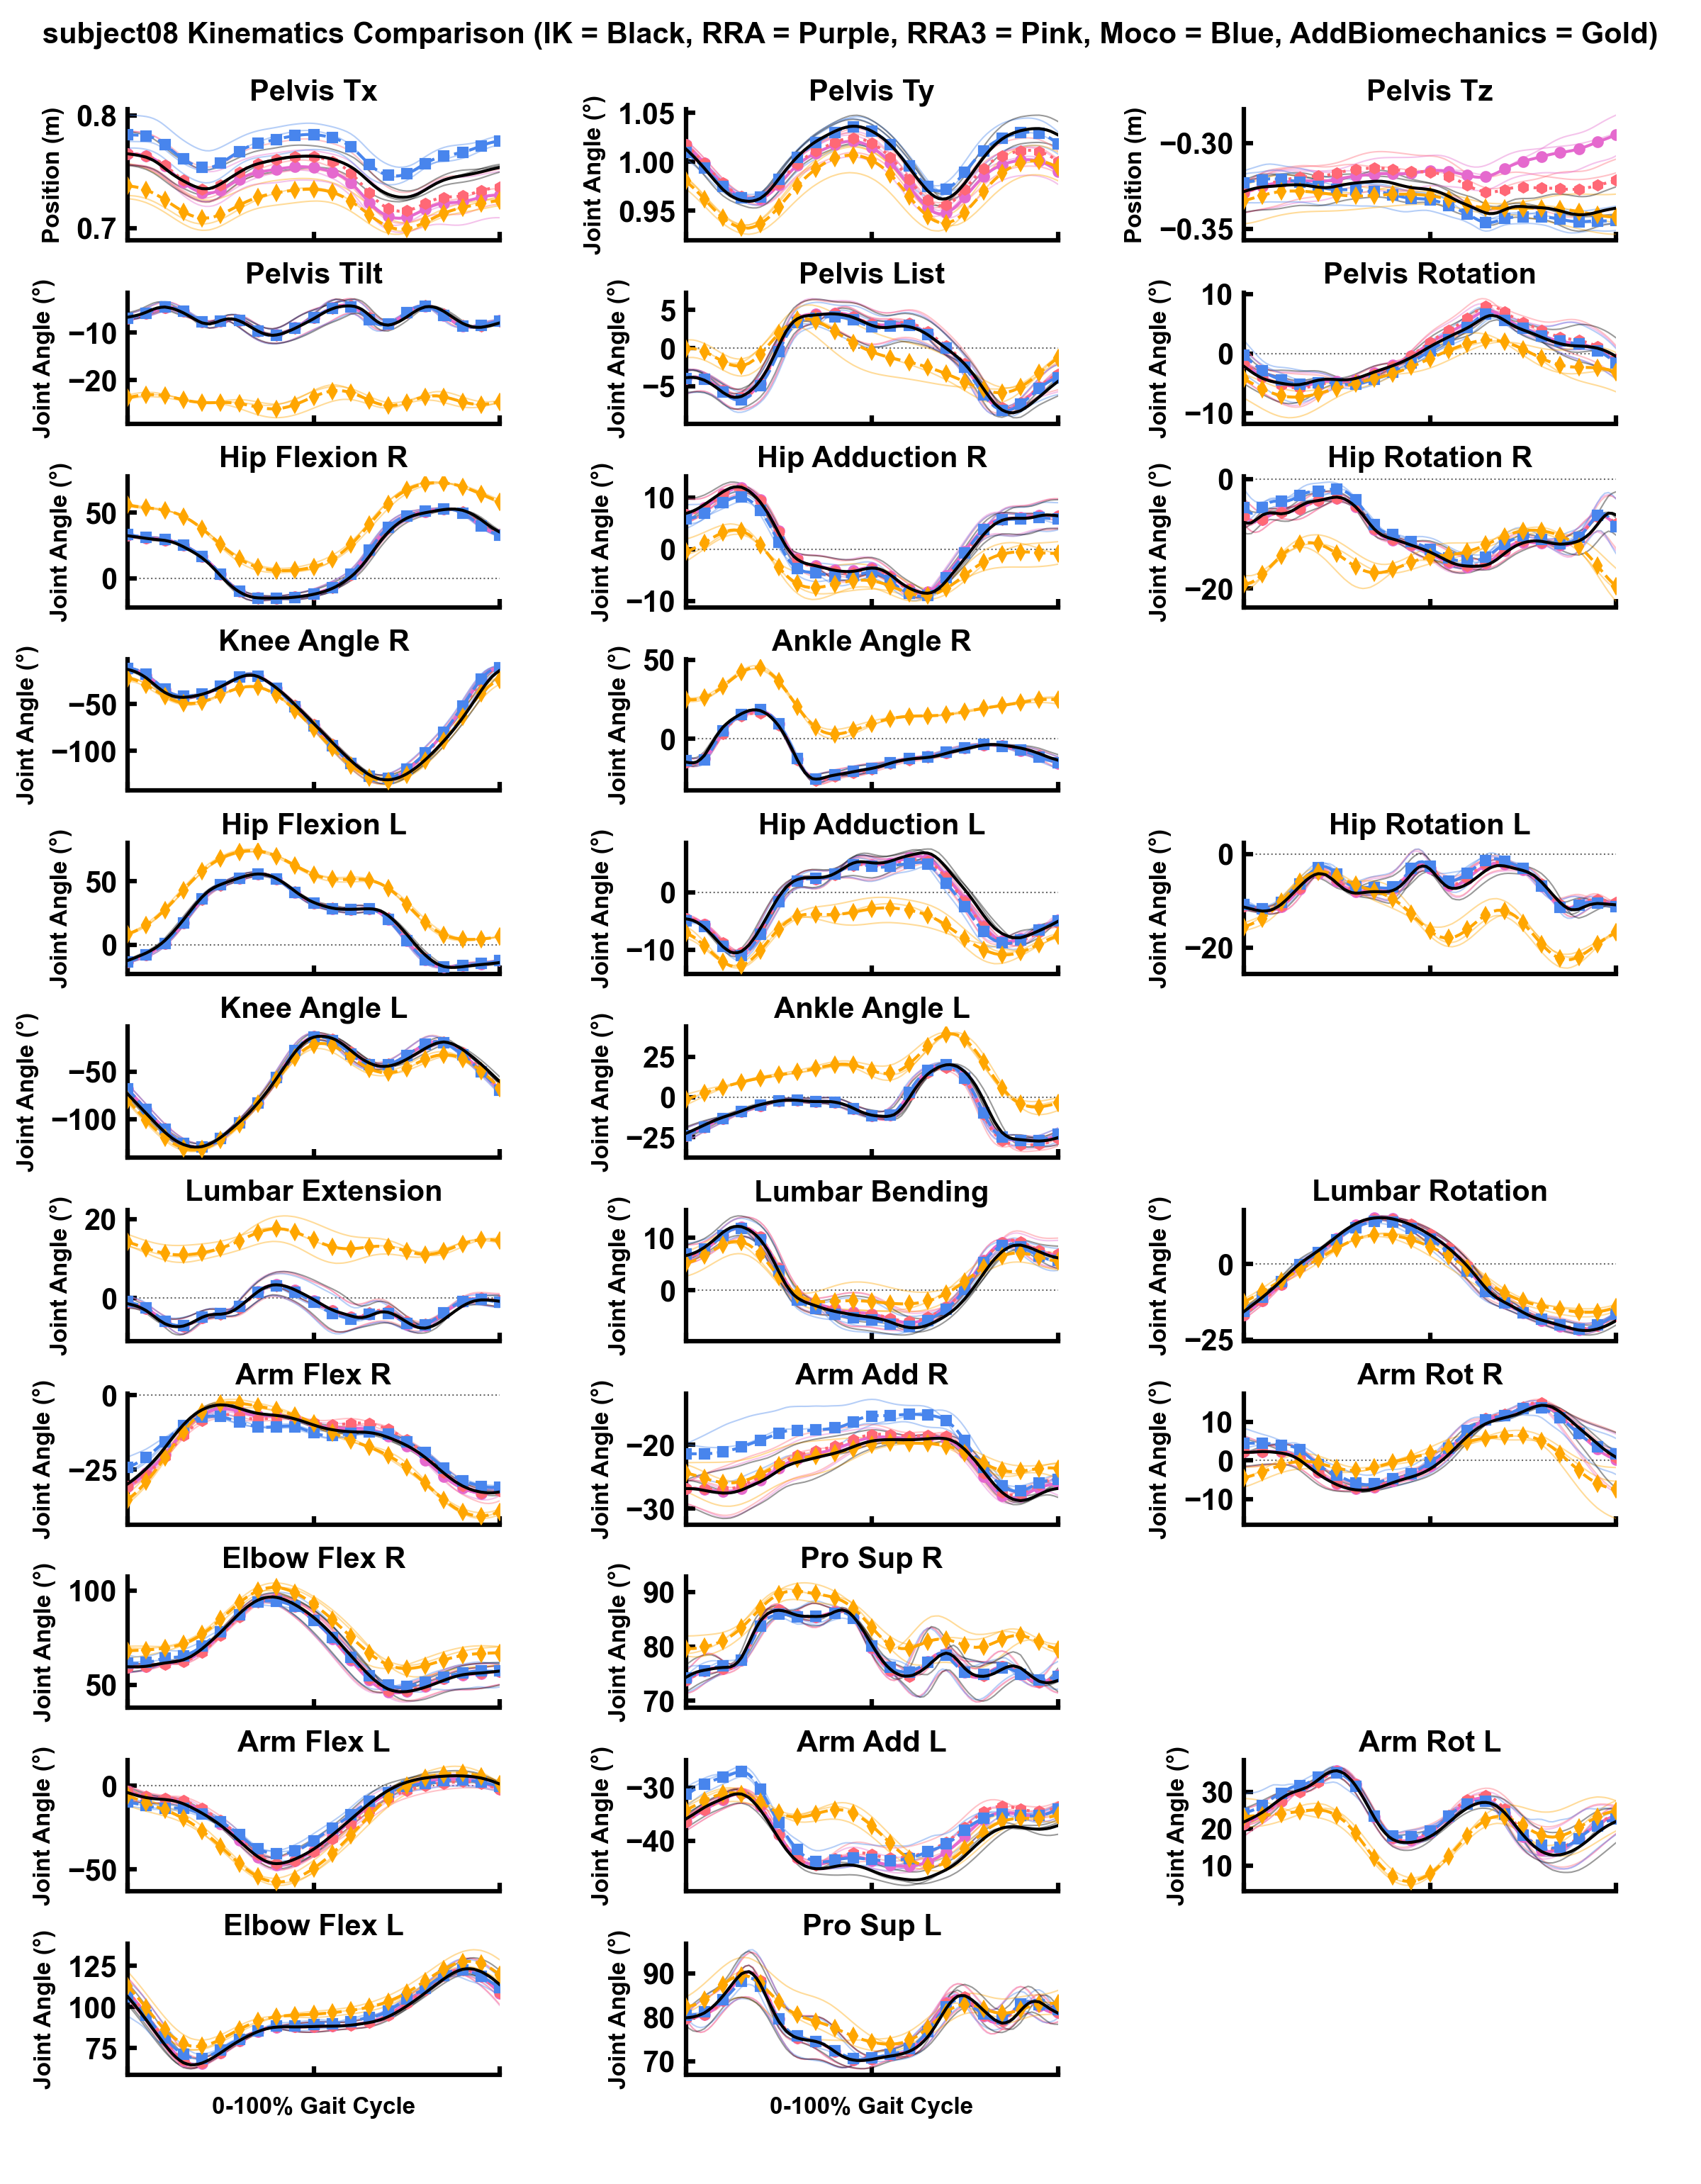 subject08 Kinematics Comparison (IK = Black, RRA = Purple, RRA3 = Pink, Moco = Blue, AddBiomechanics = Gold)
Pelvis Tx
Position (m)
0.8
0.7
Pelvis Ty
Joint Angle (°)
1.05
1.00
0.95
Pelvis Tz
Position (m)
−0.30
−0.35
Pelvis Tilt
Joint Angle (°)
−10
−20
Pelvis List
Joint Angle (°)
5
0
−5
Pelvis Rotation
Joint Angle (°)
10
0
−10
Hip Flexion R
Joint Angle (°)
50
0
Hip Adduction R
Joint Angle (°)
10
0
−10
Hip Rotation R
Joint Angle (°)
0
−20
Knee Angle R
Joint Angle (°)
−50
−100
Ankle Angle R
Joint Angle (°)
50
0
Hip Flexion L
Joint Angle (°)
50
0
Hip Adduction L
Joint Angle (°)
0
−10
Hip Rotation L
Joint Angle (°)
0
−20
Knee Angle L
Joint Angle (°)
−50
−100
Ankle Angle L
Joint Angle (°)
25
0
−25
Lumbar Extension
Joint Angle (°)
20
0
Lumbar Bending
Joint Angle (°)
10
0
Lumbar Rotation
Joint Angle (°)
0
−25
Arm Flex R
Joint Angle (°)
0
−25
Arm Add R
Joint Angle (°)
−20
−30
Arm Rot R
Joint Angle (°)
10
0
−10
Elbow Flex R
Joint Angle (°)
100
50
Pro Sup R
Joint Angle (°)
90
80
70
Arm Flex L
Joint Angle (°)
0
−50
Arm Add L
Joint Angle (°)
−30
−40
Arm Rot L
Joint Angle (°)
30
20
10
Elbow Flex L
Joint Angle (°)
125
100
75
0-100% Gait Cycle
Pro Sup L
Joint Angle (°)
90
80
70
0-100% Gait Cycle